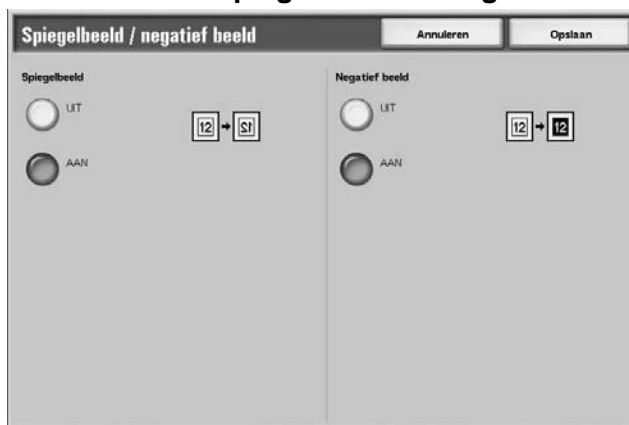 Spiegelbeeld / negatief beeld
Annuleren
Opslaan
Spiegelbeeld
UIT
12
12
AAN
Negatief beeld
UIT
12
12
AAN